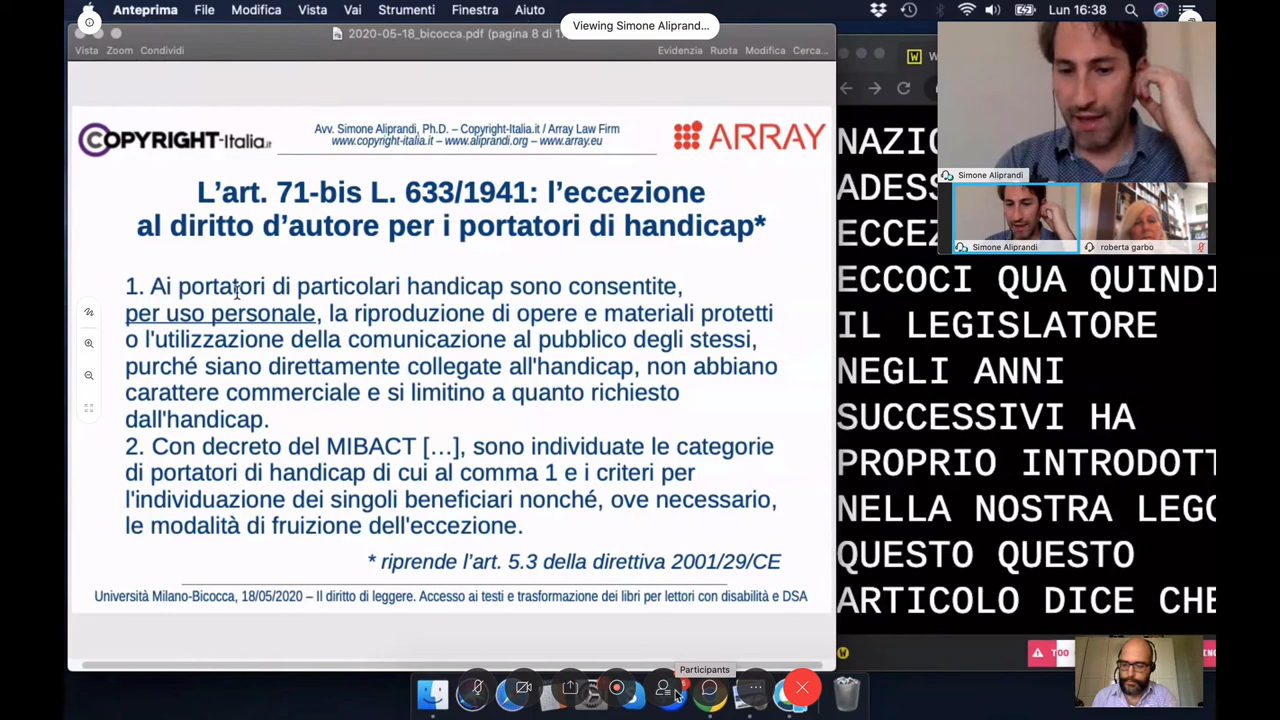 Anteprima File Modifica Vista Vai Strumenti Finestra Aiuto
Lun 16:38
Viewing Simone Aliprand...
2020-05-18_bicocca.pdf (pagina 8 di 1
Vista Zoom Condividi
Evidenzia Ruota Modifica Cerca...
COPYRIGHT-Italia.it
Avv. Simone Aliprandi, Ph.D. – Copyright-Italia.it / Array Law Firm
www.copyright-italia.it – www.aliprandi.org – www.array.eu
ARRAY
L'art. 71-bis L. 633/1941: l'eccezione
al diritto d'autore per i portatori di handicap*
1. Ai portatori di particolari handicap sono consentite,
per uso personale, la riproduzione di opere e materiali protetti
o l'utilizzazione della comunicazione al pubblico degli stessi,
purché siano direttamente collegate all'handicap, non abbiano
carattere commerciale e si limitino a quanto richiesto
dall'handicap.
2. Con decreto del MIBACT [...], sono individuate le categorie
di portatori di handicap di cui al comma 1 e i criteri per
l'individuazione dei singoli beneficiari nonché, ove necessario,
le modalità di fruizione dell'eccezione.
* riprende l'art. 5.3 della direttiva 2001/29/CE
Università Milano-Bicocca, 18/05/2020 – Il diritto di leggere. Accesso ai testi e trasformazione dei libri per lettori con disabilità e DSA
Simone Aliprandi
Simone Aliprandi
roberta garbo
NAZIO
ADESS
ECCEZ
ECCOCI QUA QUINDI
IL LEGISLATORE
NEGLI ANNI
SUCCESSIVI HA
PROPRIO INTRODOTT
NELLA NOSTRA LEGG
QUESTO QUESTO
ARTICOLO DICE CHE
TOO
Participants